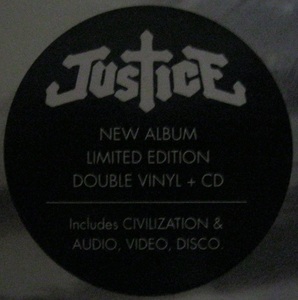 JUSTICE
NEW ALBUM
LIMITED EDITION
DOUBLE VINYL + CD
Includes CIVILIZATION &
AUDIO, VIDEO, DISCO.